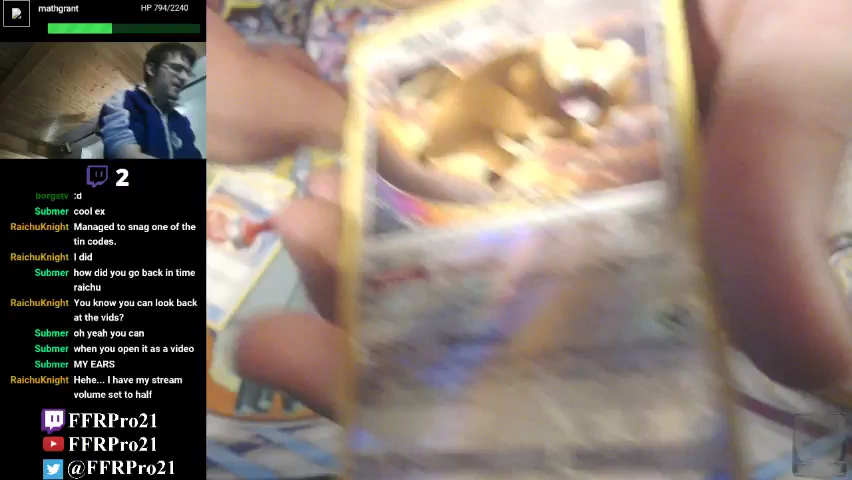 mathgrant
HP 794/2240
2
borgstv :d
Submer cool ex
RaichuKnight Managed to snag one of the
tin codes.
RaichuKnight I did
Submer how did you go back in time
raichu
RaichuKnight You know you can look back
at the vids?
Submer oh yeah you can
Submer when you open it as a video
Submer MY EARS
RaichuKnight Hehe... I have my stream
volume set to half
FFRPro21
FFRPro21
@FFRPro21